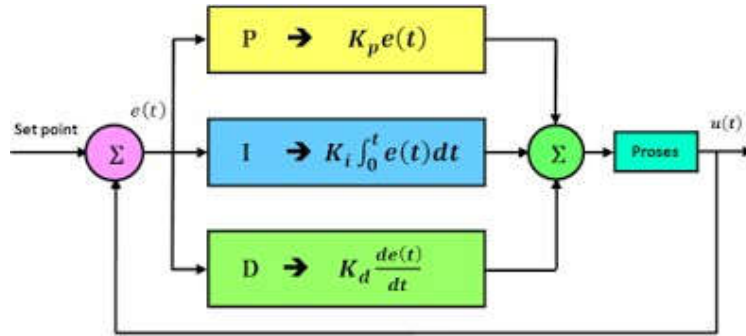 P ➔ K_p e(t)
e(t)
Set point
Σ
I ➔ K_i ∫_0^t e(t)dt
Σ
Proses
u(t)
D ➔ K_d de(t)/dt